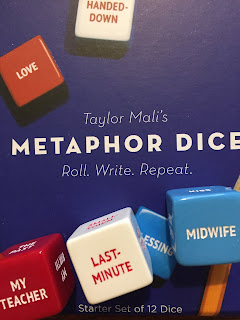 HANDED-
DOWN
LOVE
Taylor Mali's
METAPHOR DICE
Roll. Write. Repeat.
MIDWIFE
LAST-
MINUTE
MY
TEACHER
Starter Set of 12 Dice